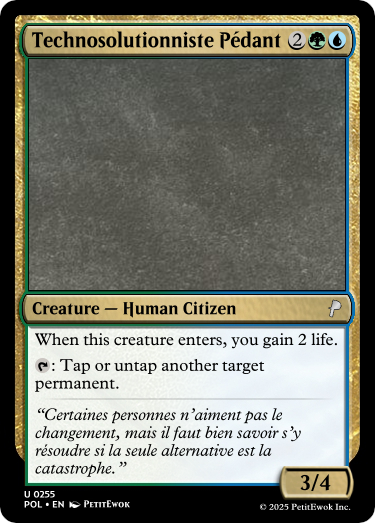 Technosolutionniste Pédant 2
Creature — Human Citizen
When this creature enters, you gain 2 life.
: Tap or untap another target
permanent.
“Certaines personnes n’aiment pas le
changement, mais il faut bien savoir s’y
résoudre si la seule alternative est la
catastrophe.”
3/4
U 0255
POL • EN PetitEwok
© 2025 PetitEwok Inc.